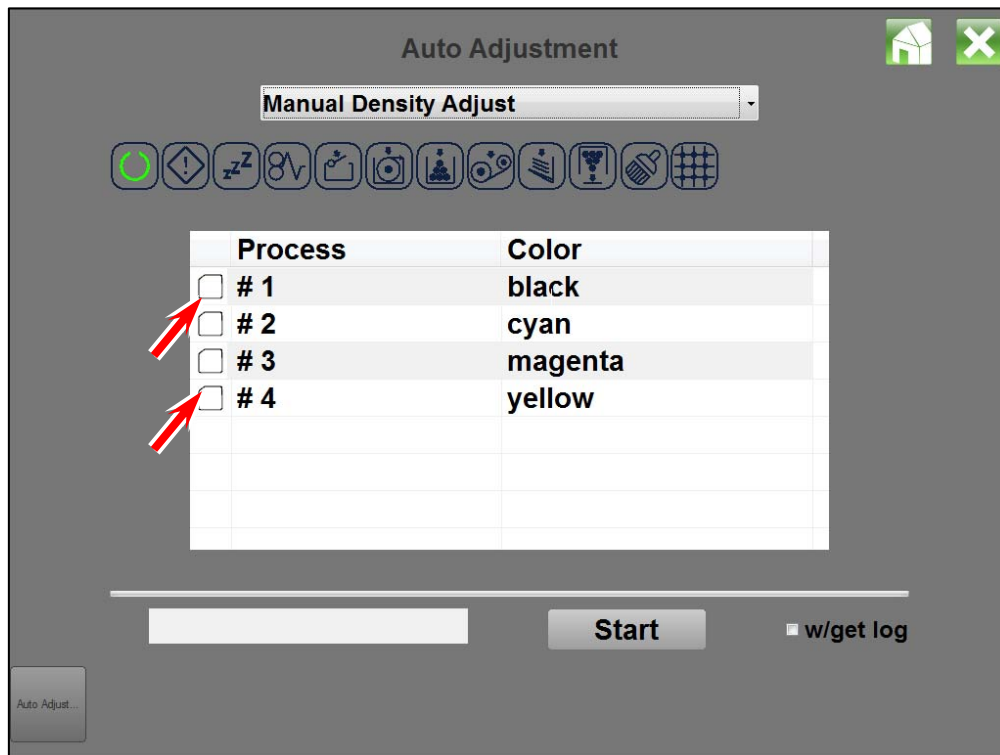 Auto Adjustment
Manual Density Adjust
zzZ
Process Color
# 1 black
# 2 cyan
# 3 magenta
# 4 yellow
Start
w/get log
Auto Adjust...